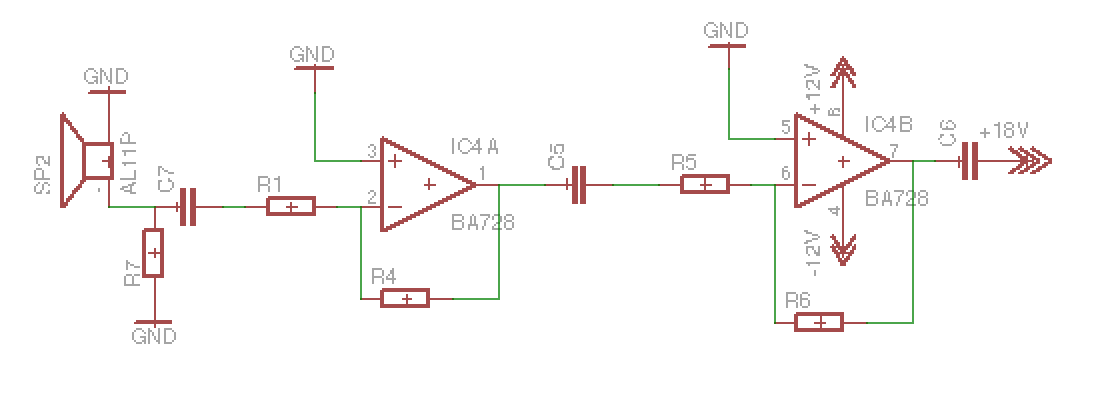 GND
SP2
-
AL11P
C7
R7
GND
R1
GND
3
2
IC4A
1
BA728
R4
C5
R5
GND
5
6
+12V
8
IC4B
7
BA728
4
-12V
R6
C6
+18V